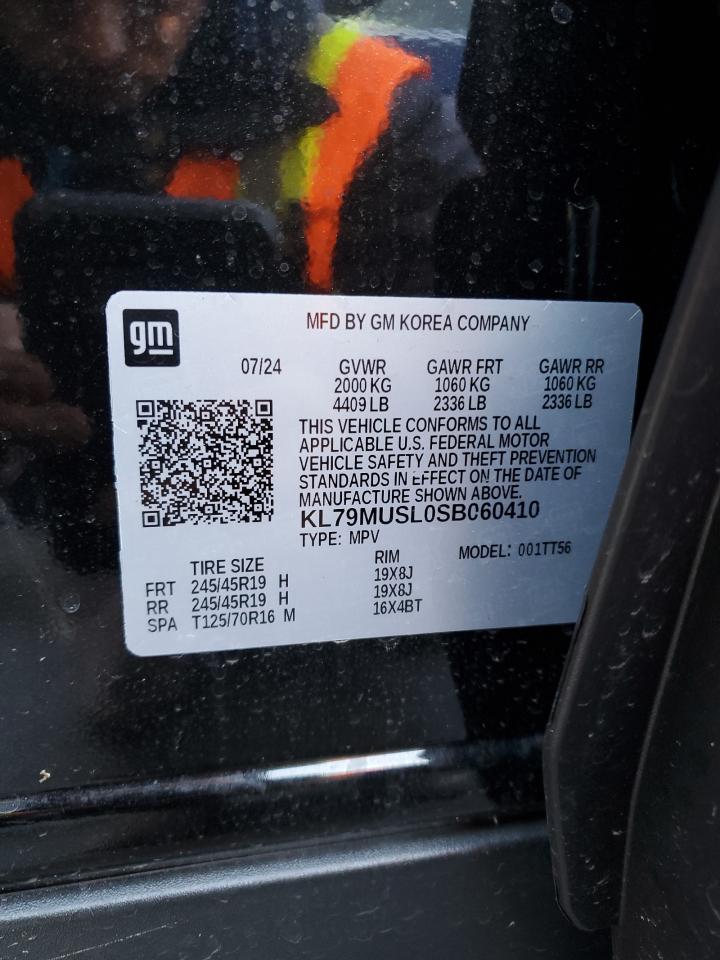 gm
MFD BY GM KOREA COMPANY
07/24 GVWR GAWR FRT GAWR RR
2000 KG 1060 KG 1060 KG
4409 LB 2336 LB 2336 LB
THIS VEHICLE CONFORMS TO ALL
APPLICABLE U.S. FEDERAL MOTOR
VEHICLE SAFETY AND THEFT PREVENTION
STANDARDS IN EFFECT ON THE DATE OF
MANUFACTURE SHOWN ABOVE.
KL79MUSL0SB060410
TYPE: MPV MODEL: 001TT56
TIRE SIZE RIM
FRT 245/45R19 H 19X8J
RR 245/45R19 H 19X8J
SPA T125/70R16 M 16X4BT